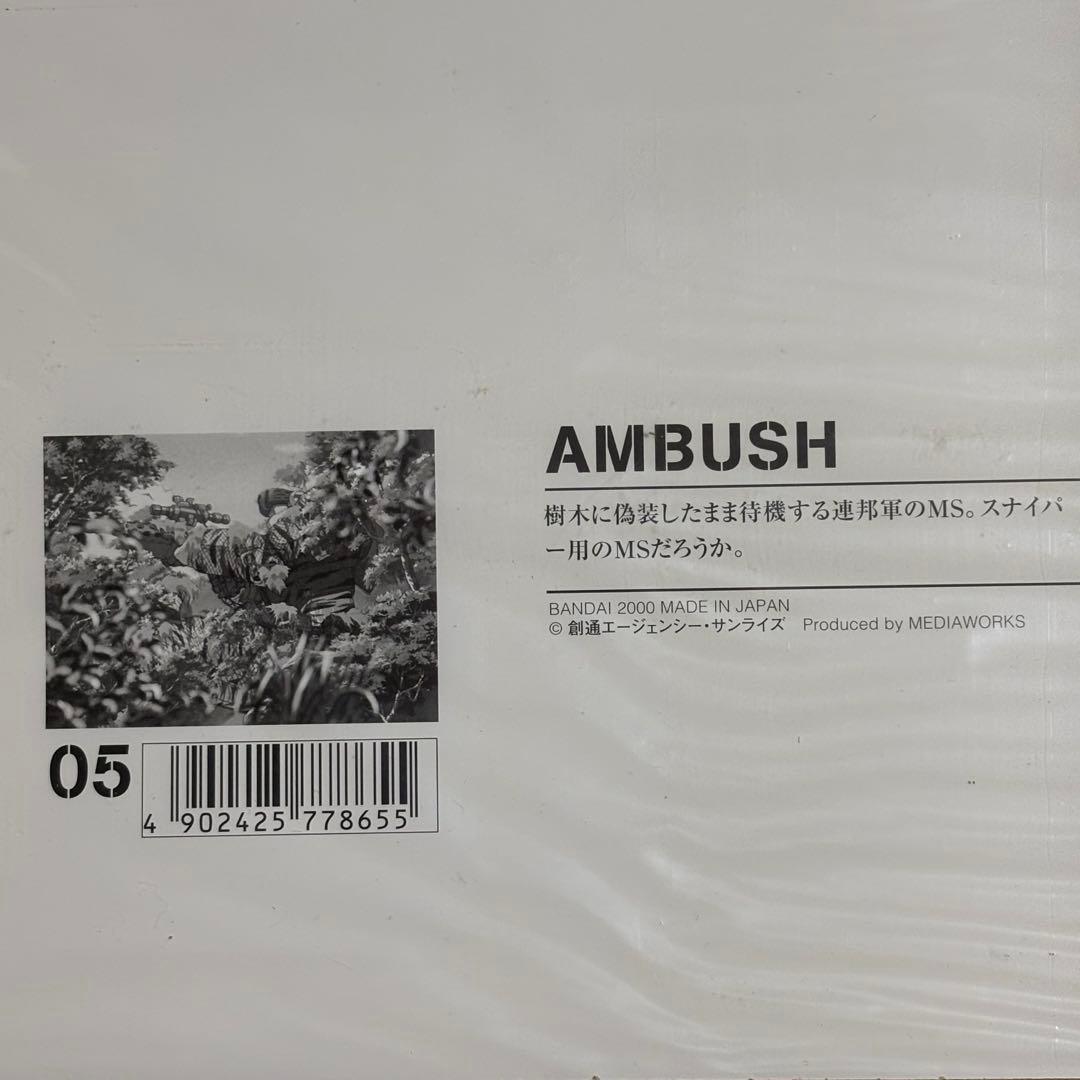 AMBUSH
樹木に偽装したまま待機する連邦軍のMS。スナイパ
ー用のMSだろうか。
BANDAI 2000 MADE IN JAPAN
© 創通エージェンシー・サンライズ Produced by MEDIAWORKS
05
4 902425 778655